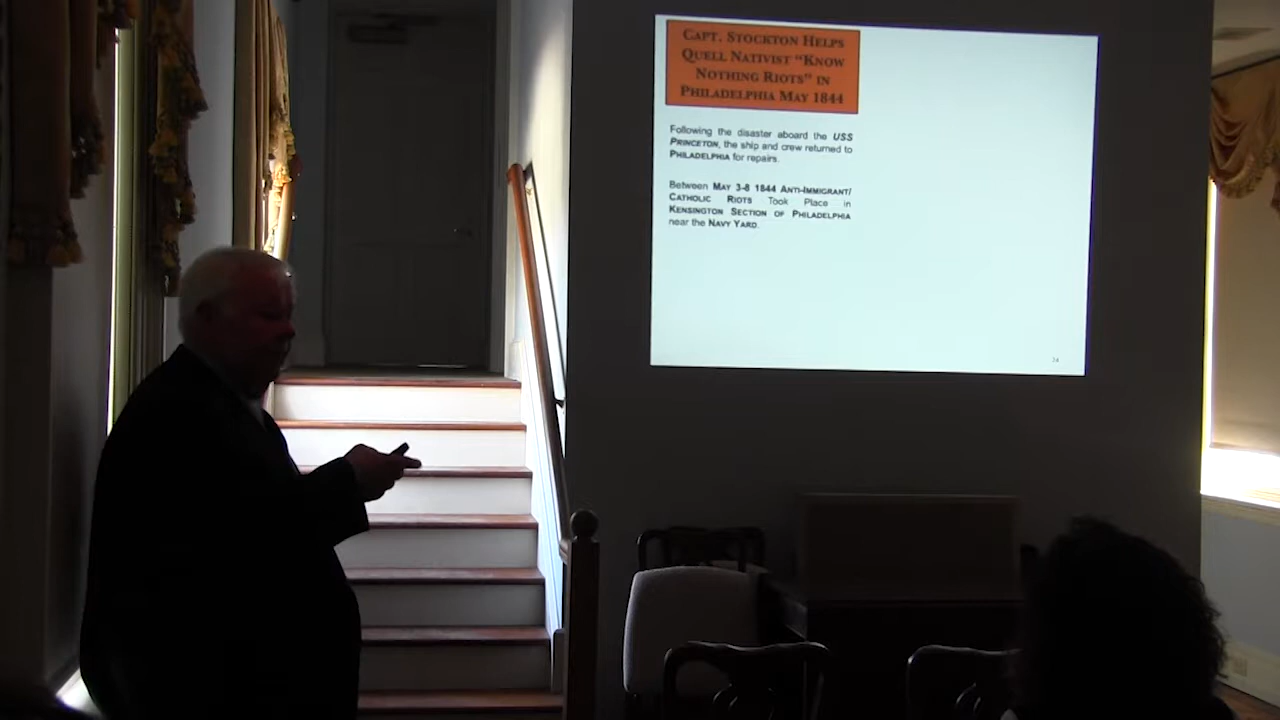 CAPT. STOCKTON HELPS
QUELL NATIVIST "KNOW
NOTHING RIOTS" IN
PHILADELPHIA MAY 1844
Following the disaster aboard the USS
PRINCETON, the ship and crew returned to
PHILADELPHIA for repairs.
Between MAY 3-8 1844 ANTI-IMMIGRANT/
CATHOLIC RIOTS Took Place in
KENSINGTON SECTION OF PHILADELPHIA
near the NAVY YARD.